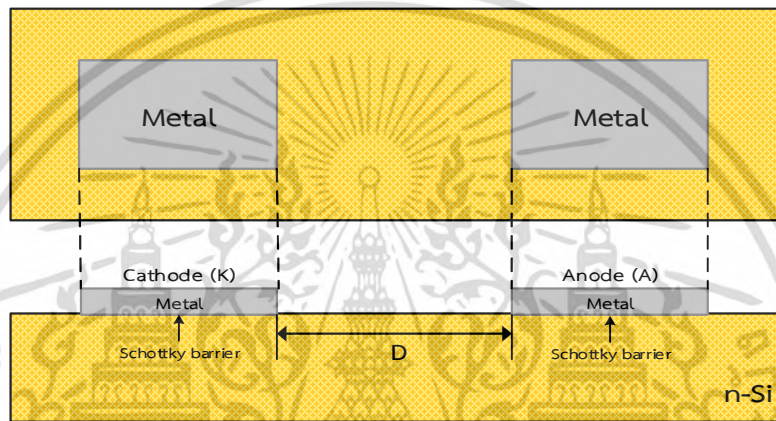 Metal
Metal
Cathode (K)
Anode (A)
Metal
Metal
Schottky barrier
D
Schottky barrier
n-Si